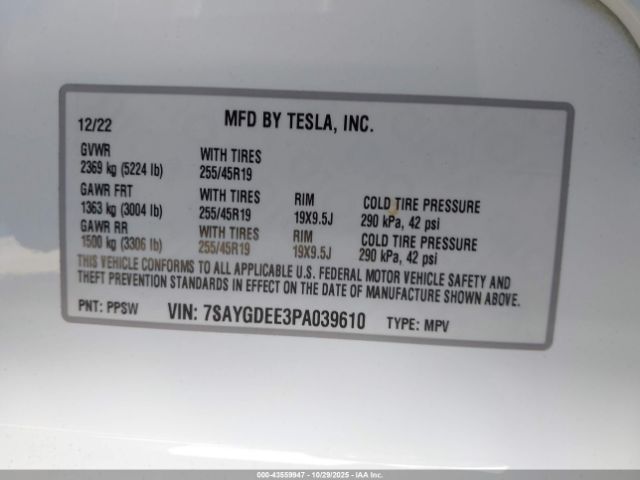 12/22 MFD BY TESLA, INC.
GVWR WITH TIRES
2369 kg (5224 lb) 255/45R19
GAWR FRT WITH TIRES RIM COLD TIRE PRESSURE
1363 kg (3004 lb) 255/45R19 19X9.5J 290 kPa, 42 psi
GAWR RR WITH TIRES RIM COLD TIRE PRESSURE
1500 kg (3306 lb) 255/45R19 19X9.5J 290 kPa, 42 psi
THIS VEHICLE CONFORMS TO ALL APPLICABLE U.S. FEDERAL MOTOR VEHICLE SAFETY AND
THEFT PREVENTION STANDARDS IN EFFECT ON THE DATE OF MANUFACTURE SHOWN ABOVE.
PNT: PPSW VIN: 7SAYGDEE3PA039610 TYPE: MPV
000-43559947 - 10/29/2025 - IAAI CORP